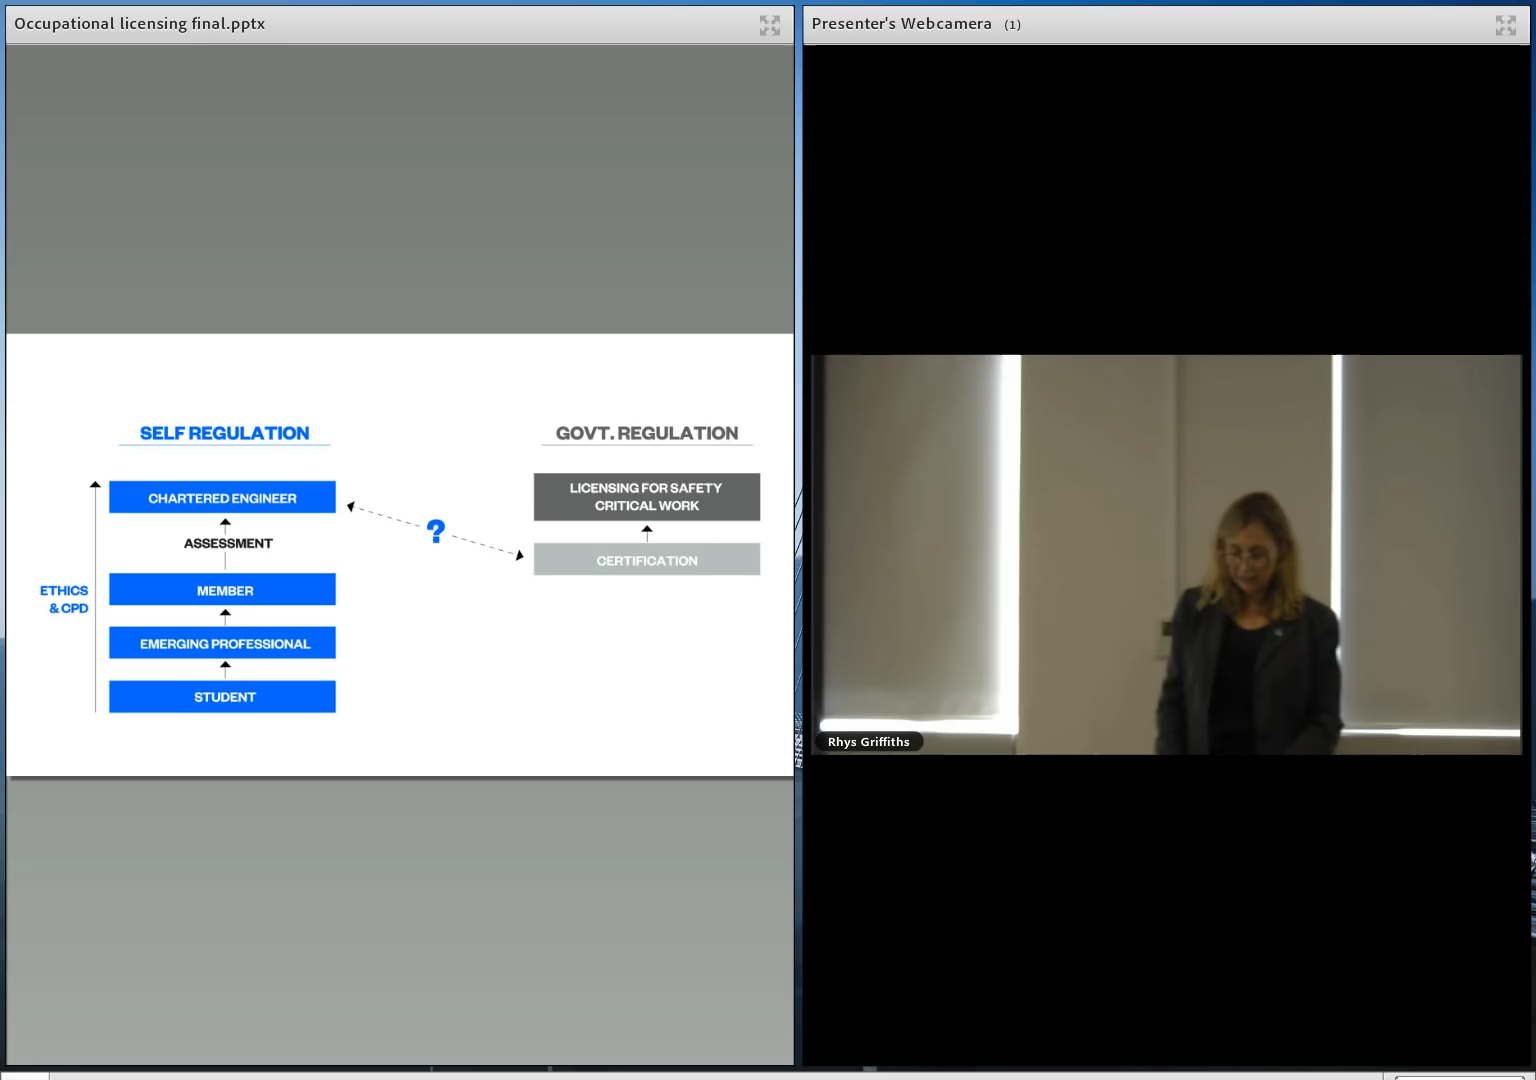 Occupational licensing final.pptx
Presenter's Webcamera (1)
SELF REGULATION
CHARTERED ENGINEER
ASSESSMENT
MEMBER
EMERGING PROFESSIONAL
STUDENT
ETHICS
& CPD
?
GOVT. REGULATION
LICENSING FOR SAFETY
CRITICAL WORK
CERTIFICATION
Rhys Griffiths